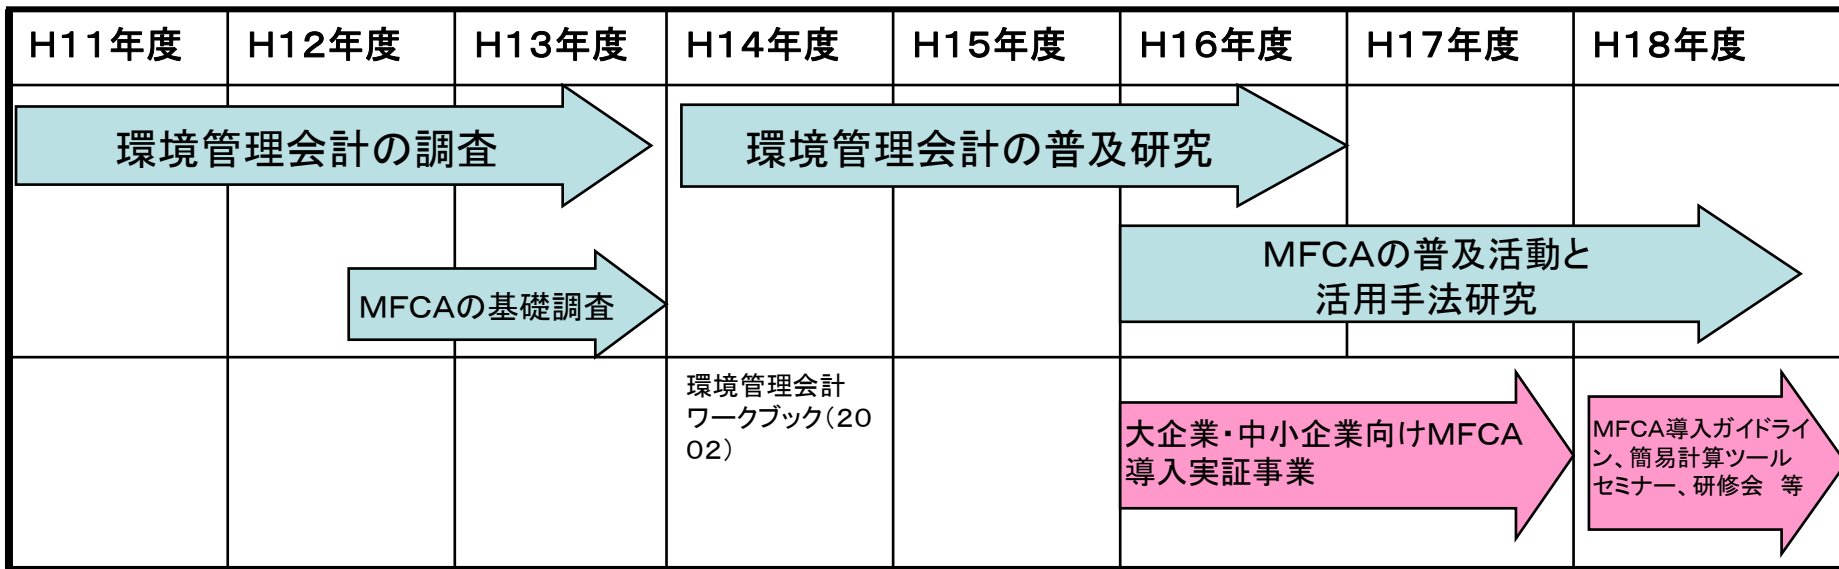 H11年度
H12年度
H13年度
H14年度
H15年度
H16年度
H17年度
H18年度
環境管理会計の調査
環境管理会計の普及研究
MFCAの普及活動と
活用手法研究
MFCAの基礎調査
環境管理会計
ワークブック(20
02)
大企業・中小企業向けMFCA
導入実証事業
MFCA導入ガイドライ
ン、簡易計算ツール
セミナー、研修会 等